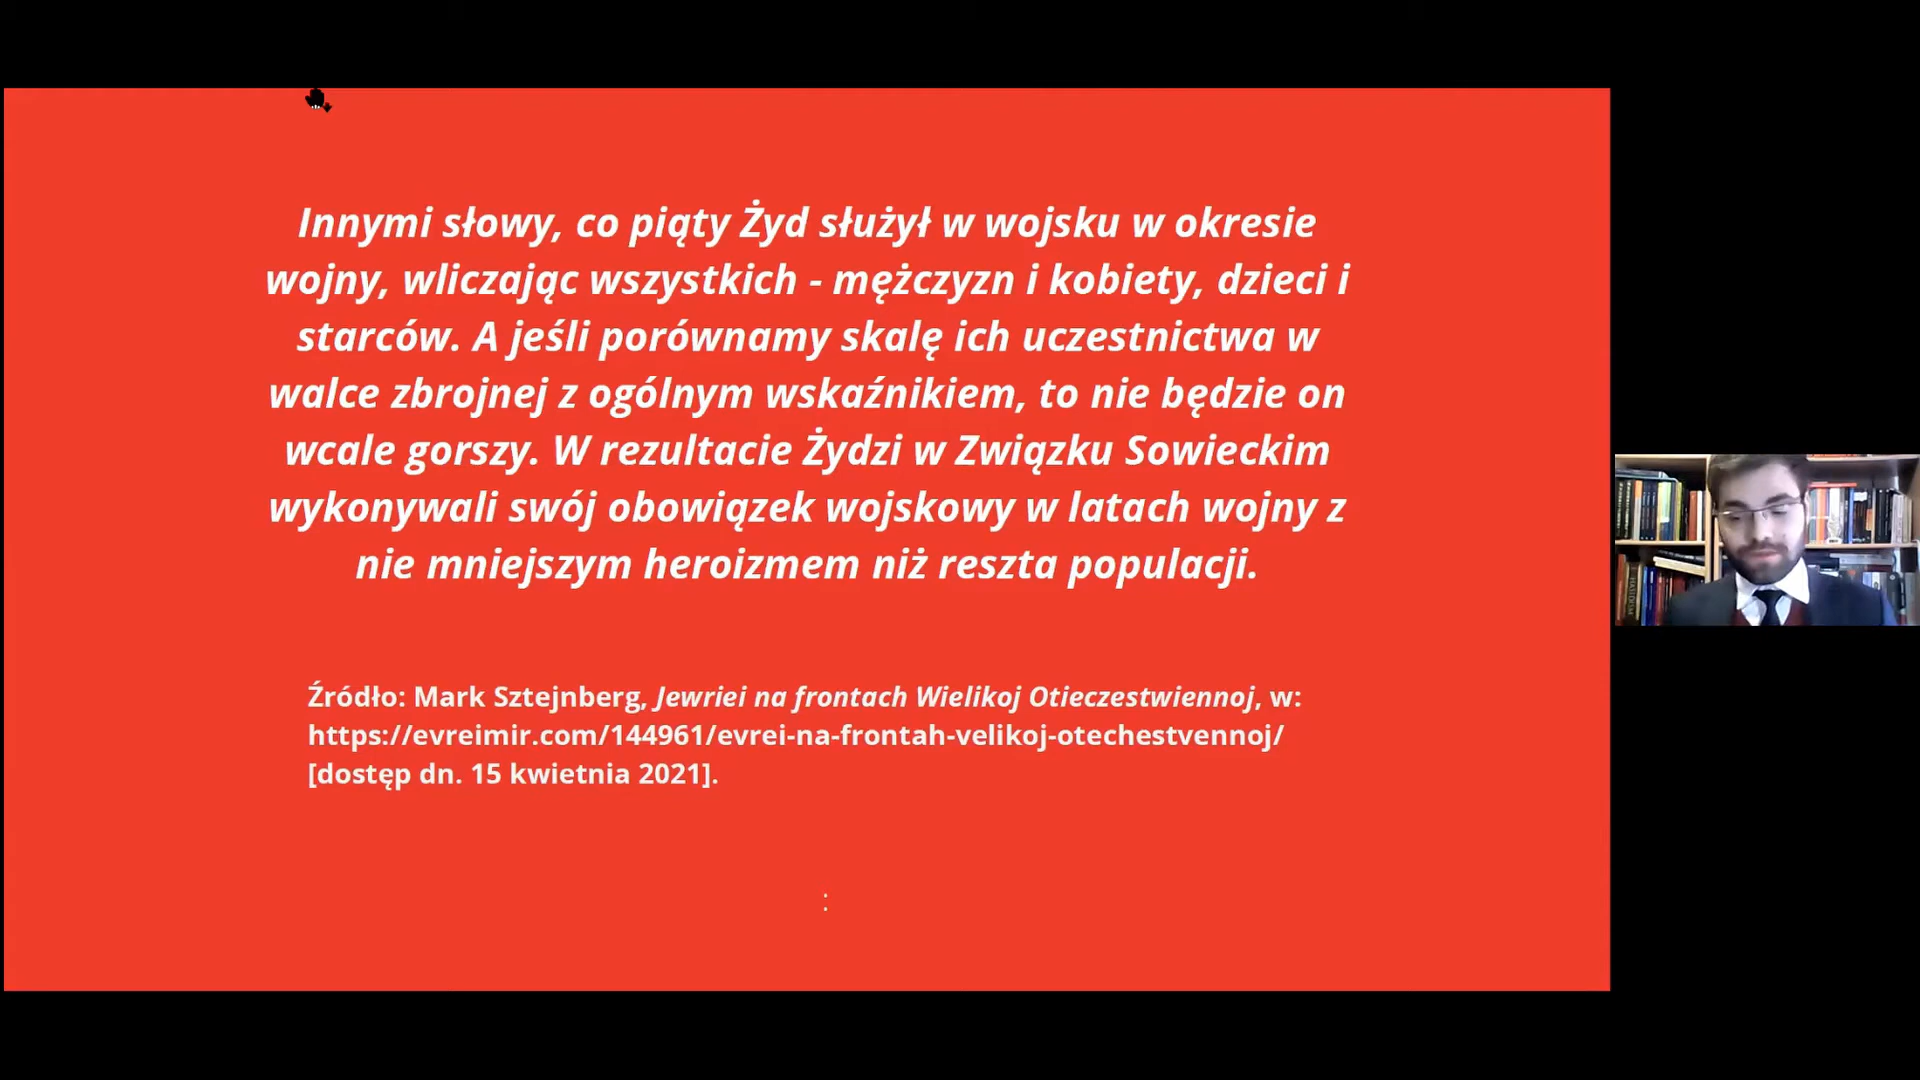 Innymi słowy, co piąty Żyd służył w wojsku w okresie
wojny, wliczając wszystkich - mężczyzn i kobiety, dzieci i
starców. A jeśli porównamy skalę ich uczestnictwa w
walce zbrojnej z ogólnym wskaźnikiem, to nie będzie on
wcale gorszy. W rezultacie Żydzi w Związku Sowieckim
wykonywali swój obowiązek wojskowy w latach wojny z
nie mniejszym heroizmem niż reszta populacji.
Źródło: Mark Sztejnberg, Jewriei na frontach Wielikoj Otieczestwiennoj, w:
https://evreimir.com/144961/evrei-na-frontah-velikoj-otechestvennoj/
[dostęp dn. 15 kwietnia 2021].
: